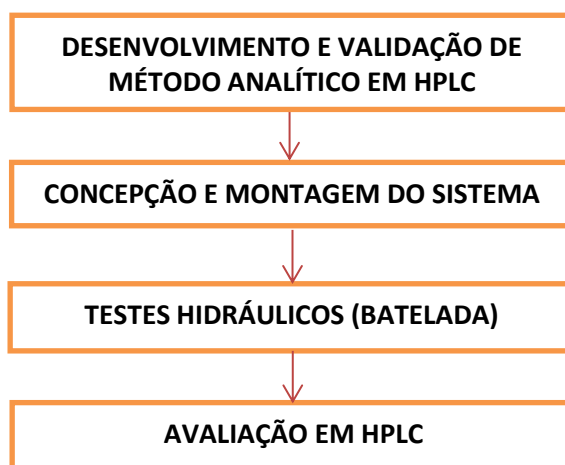 DESENVOLVIMENTO E VALIDAÇÃO DE
MÉTODO ANALÍTICO EM HPLC
CONCEPÇÃO E MONTAGEM DO SISTEMA
TESTES HIDRÁULICOS (BATELADA)
AVALIAÇÃO EM HPLC